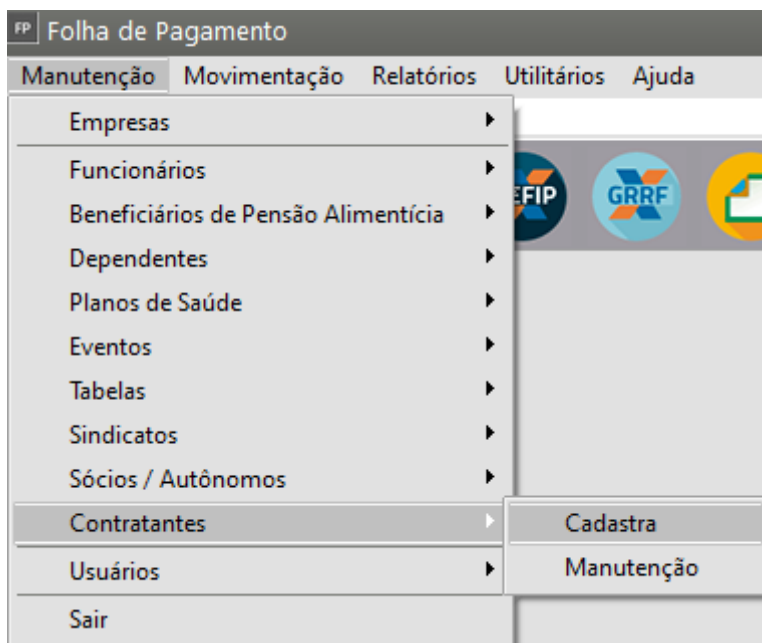 FP Folha de Pagamento
Manutenção Movimentação Relatórios Utilitários Ajuda
Empresas
Funcionários
EFIP GRRF
Beneficiários de Pensão Alimentícia
Dependentes
Planos de Saúde
Eventos
Tabelas
Sindicatos
Sócios / Autônomos
Contratantes
Cadastra
Usuários
Manutenção
Sair